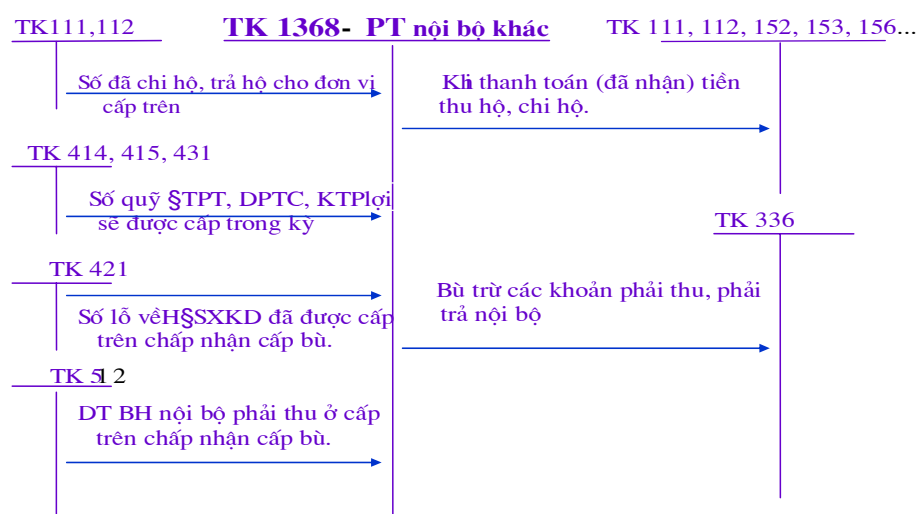 TK111,112
TK 1368- PT nội bộ khác
TK 111, 112, 152, 153, 156...
Số đã chi hộ, trả hộ cho đơn vị
cấp trên
Khi thanh toán (đã nhận) tiền
thu hộ, chi hộ.
TK 414, 415, 431
Số quỹ §TPT, DPTC, KTPlợi
sẽ được cấp trong kỳ
TK 336
TK 421
Số lỗ vềH§SXKD đã được cấp
trên chấp nhận cấp bù.
Bù trừ các khoản phải thu, phải
trả nội bộ
TK 512
DT BH nội bộ phải thu ở cấp
trên chấp nhận cấp bù.